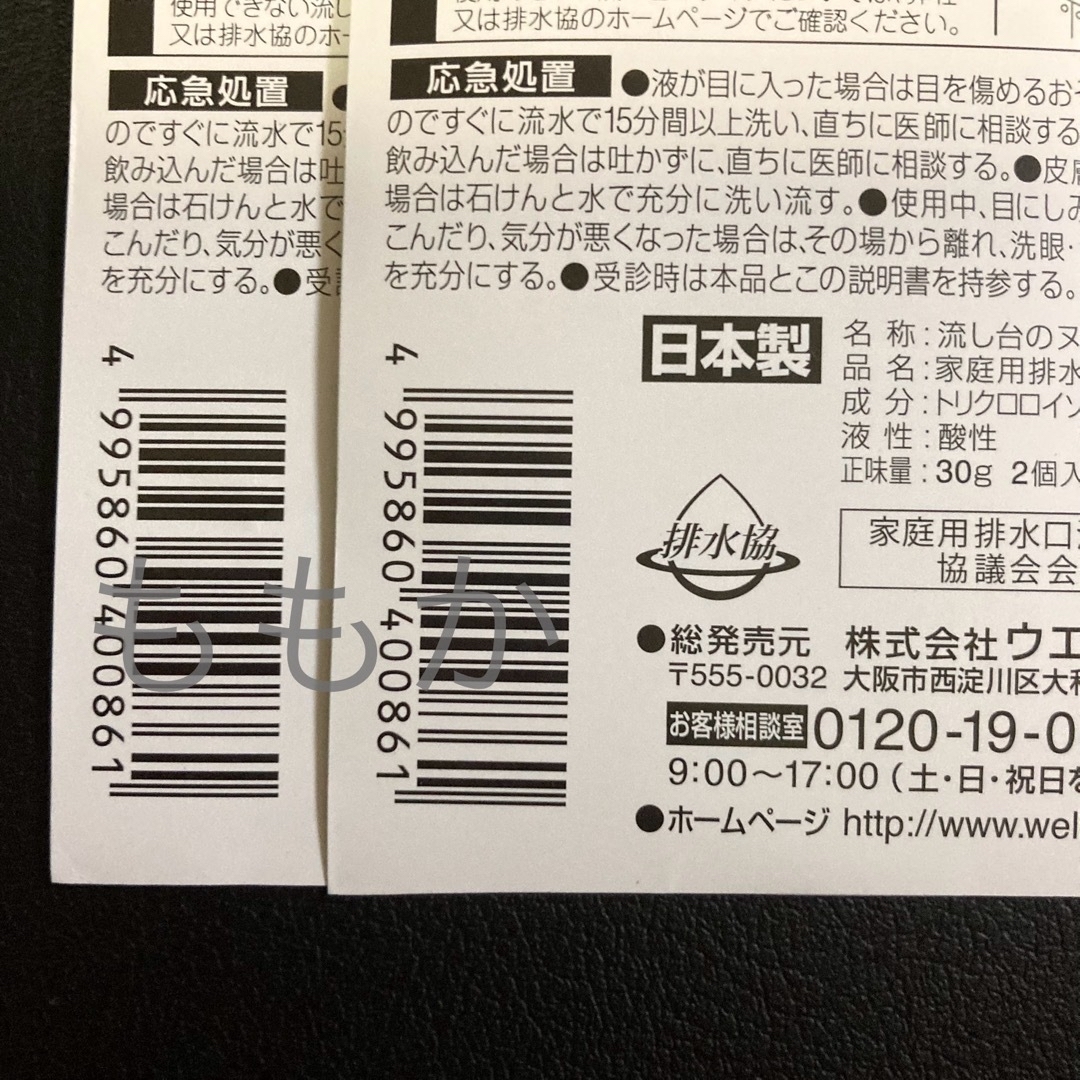 使用できない流し
又は排水協のホー
応急処置
のですぐに流水で15
飲み込んだ場合は吐
場合は石けんと水で
こんだり、気分が悪く
を充分にする。●受
4 995860 400861
又は排水協のホームページでご確認ください。
応急処置 ●液が目に入った場合は目を傷めるおそ
のですぐに流水で15分間以上洗い、直ちに医師に相談する
飲み込んだ場合は吐かずに、直ちに医師に相談する。●皮膚
場合は石けんと水で充分に洗い流す。●使用中、目にしみ
こんだり、気分が悪くなった場合は、その場から離れ、洗眼・
を充分にする。●受診時は本品とこの説明書を持参する。
4 995860 400861
日本製
名称:流し台のヌ
品名:家庭用排水
成分:トリクロロイソ
液性:酸性
正味量:30g 2個入
排水協
家庭用排水口
協議会会
●総発売元 株式会社ウエ
〒555-0032 大阪市西淀川区大和
お客様相談室 0120-19-0
9:00〜17:00(土・日・祝日を
●ホームページ http://www.wel
ももか